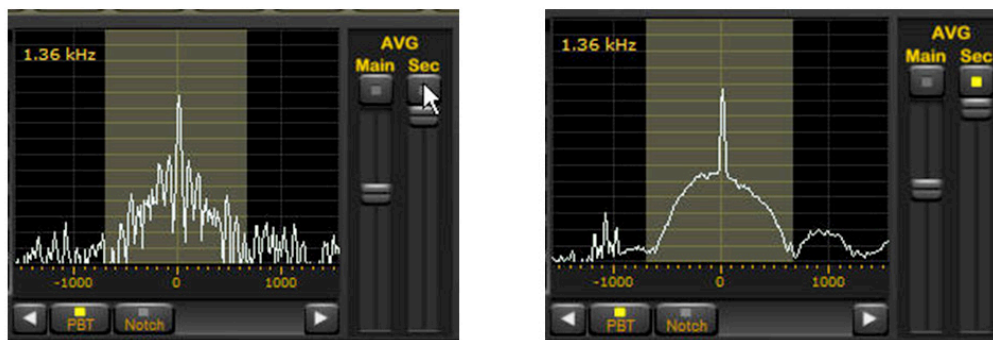 1.36 kHz
AVG
Main Sec
-1000 0 1000
PBT Notch
1.36 kHz
AVG
Main Sec
-1000 0 1000
PBT Notch